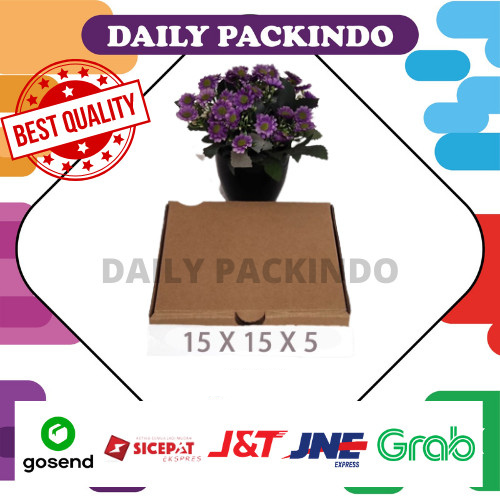 DAILY PACKINDO
BEST QUALITY
DAILY PACKINDO
15 X 15 X 5
gosend
SICEPAT
EKSPRES
J&T
JNE
EXPRESS
Grab